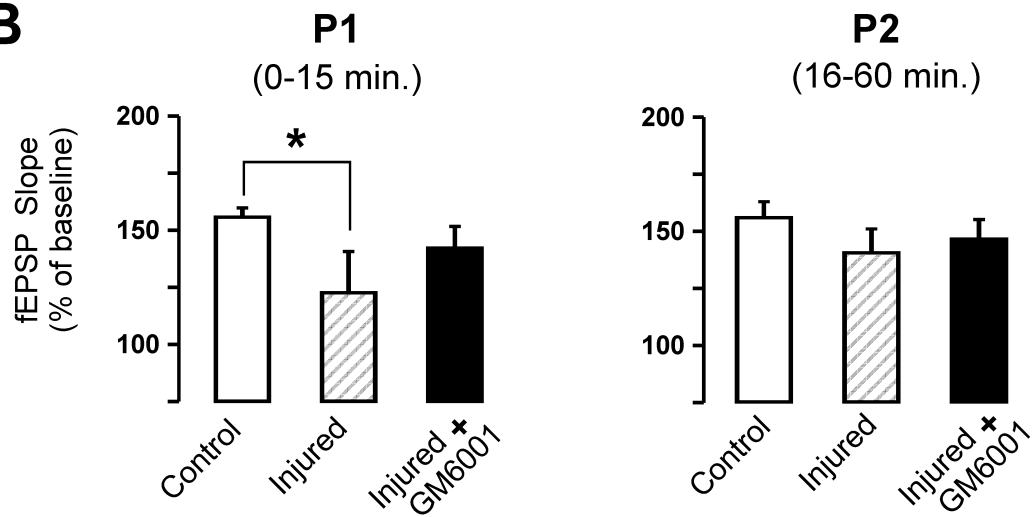 B
P1
(0-15 min.)
fEPSP Slope
(% of baseline)
200
150
100
*
Control
Injured
Injured +
GM6001
P2
(16-60 min.)
200
150
100
Control
Injured
Injured +
GM6001